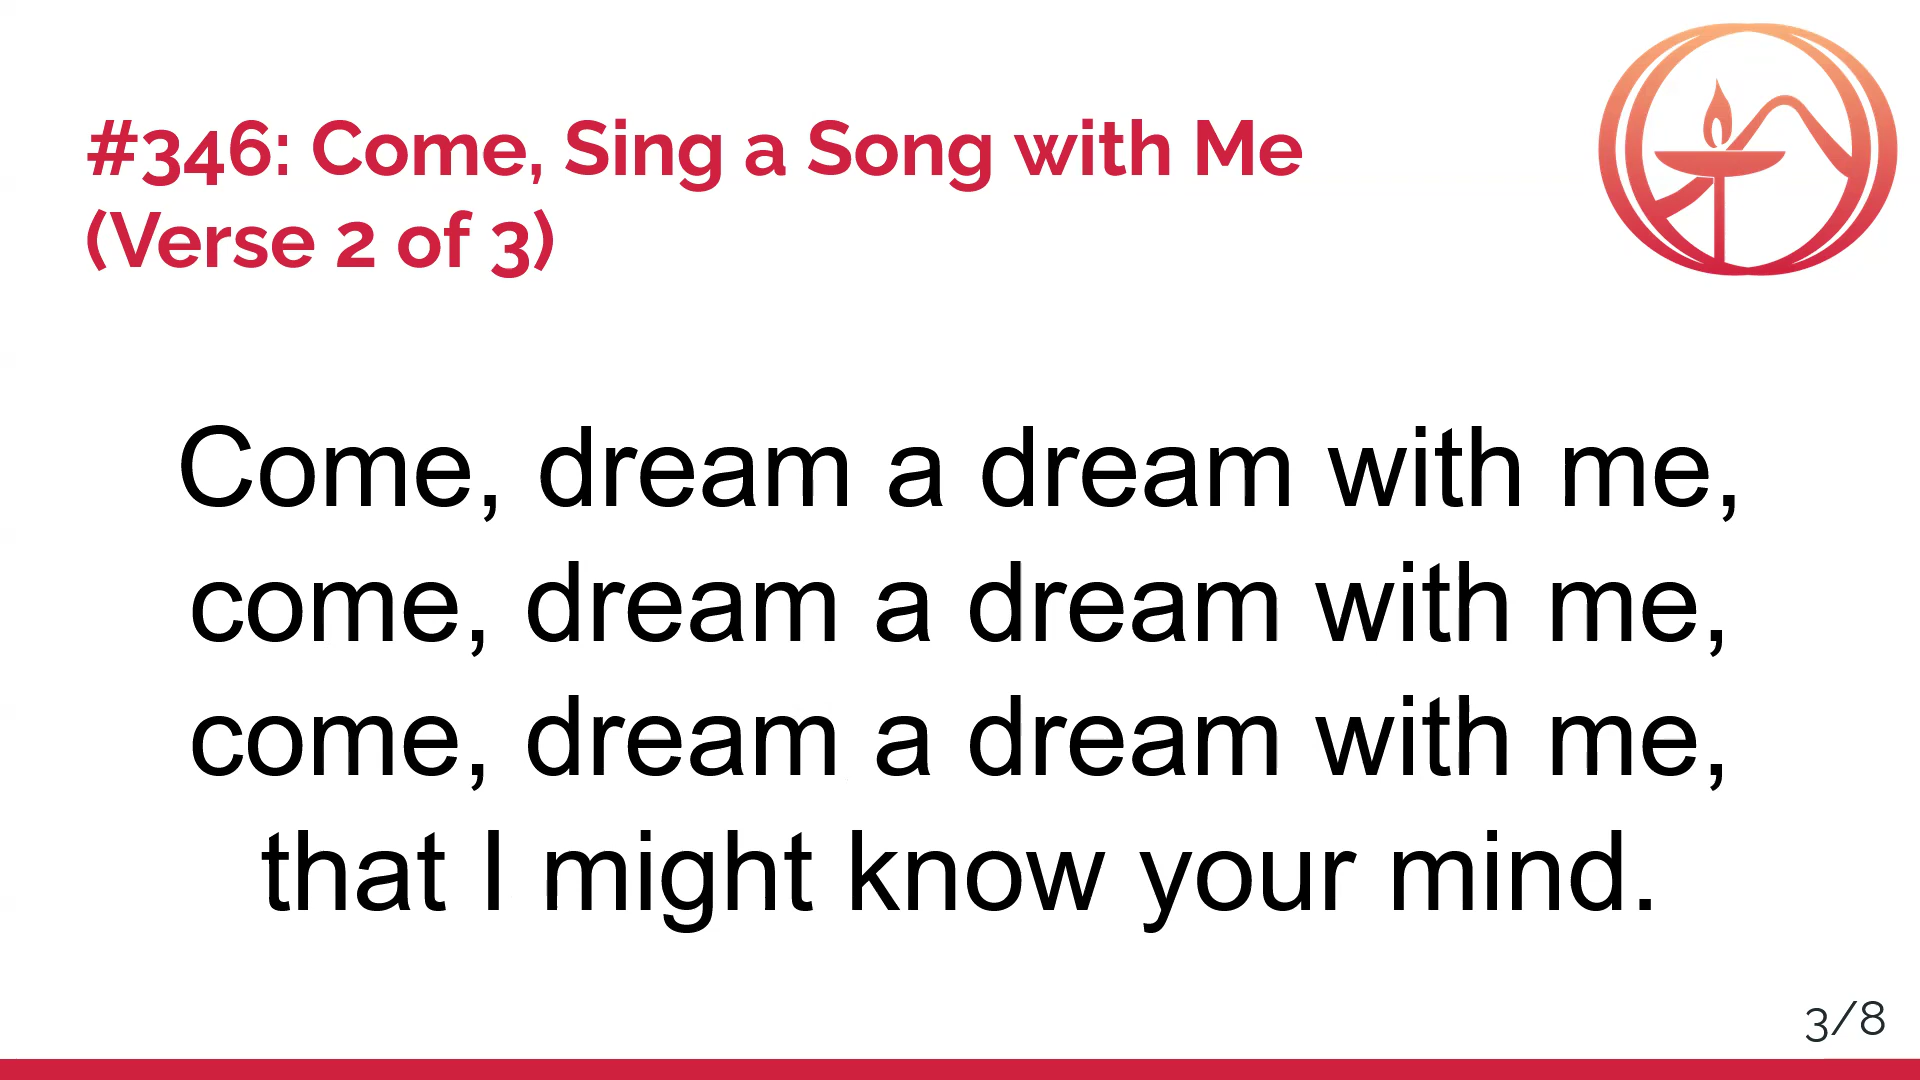 #346: Come, Sing a Song with Me
(Verse 2 of 3)
Come, dream a dream with me,
come, dream a dream with me,
come, dream a dream with me,
that I might know your mind.
3/8